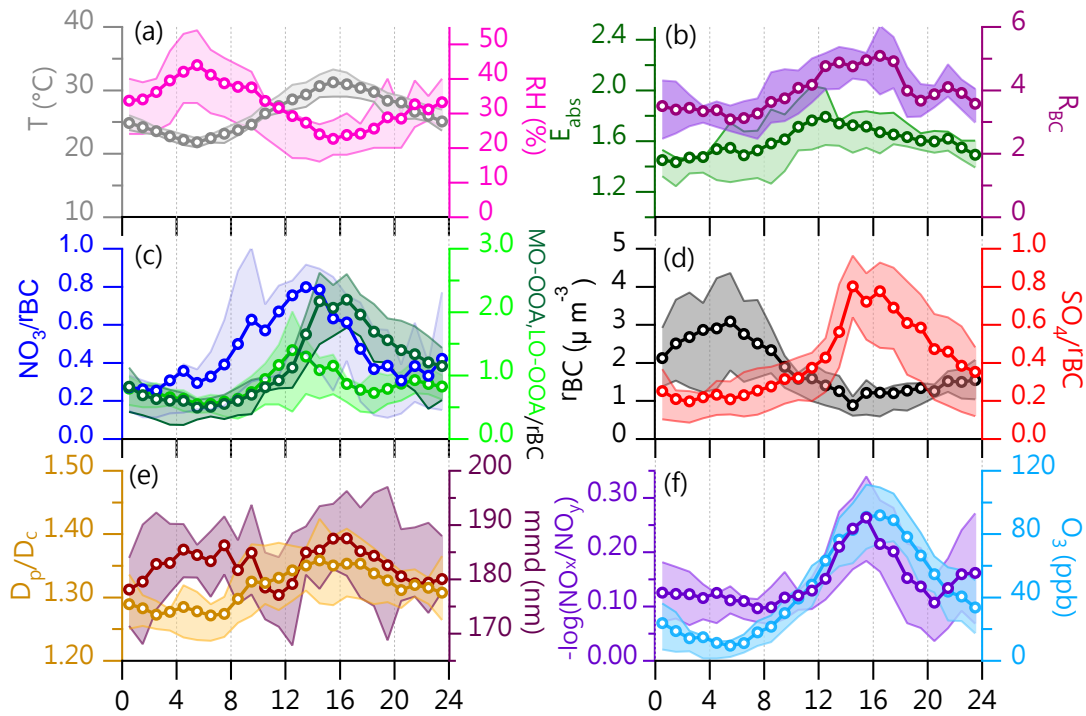 (a)
40
30
20
10
T (°C)
50
40
30
20
10
0
RH (%)
(b)
2.4
2.0
1.6
1.2
E_abs
6
4
2
0
R_BC
(c)
1.0
0.8
0.6
0.4
0.2
0.0
NO₃/rBC
3.0
2.0
1.0
0.0
MO-OOA,LO-OOA/rBC
(d)
5
4
3
2
1
0
rBC (μ m⁻³)
1.0
0.8
0.6
0.4
0.2
0.0
SO₄/rBC
(e)
1.50
1.40
1.30
1.20
D_p/D_c
200
190
180
170
mmd (nm)
0 4 8 12 16 20 24
(f)
0.30
0.20
0.10
0.00
-log(NOx/NOy)
120
80
40
0
O₃ (ppb)
0 4 8 12 16 20 24